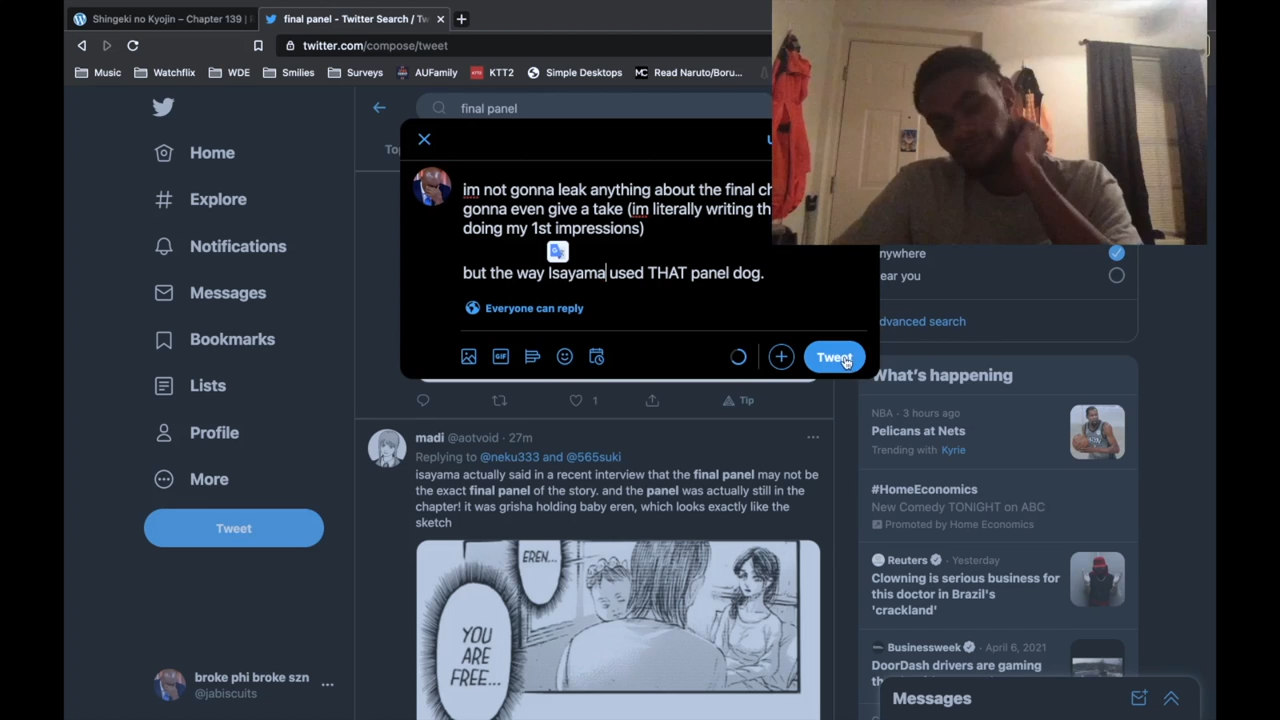 Shingeki no Kyojin – Chapter 139 |
final panel - Twitter Search / Tw
twitter.com/compose/tweet
Music
Watchflix
WDE
Smilies
Surveys
AUFamily
KTT2
Simple Desktops
Read Naruto/Boru...
final panel
Home
Explore
Notifications
Messages
Bookmarks
Lists
Profile
More
Tweet
broke phi broke szn
@jabiscuits
To
im not gonna leak anything about the final ch
gonna even give a take (im literally writing th
doing my 1st impressions)
but the way Isayama used THAT panel dog.
Everyone can reply
GIF
Tweet
1
Tip
madi @aotvoid · 27m
Replying to @neku333 and @565suki
isayama actually said in a recent interview that the final panel may not be
the exact final panel of the story. and the panel was actually still in the
chapter! it was grisha holding baby eren, which looks exactly like the
sketch
EREN...
YOU
ARE
FREE...
nywhere
ear you
dvanced search
What's happening
NBA · 3 hours ago
Pelicans at Nets
Trending with Kyrie
#HomeEconomics
New Comedy TONIGHT on ABC
Promoted by Home Economics
Reuters · Yesterday
Clowning is serious business for
this doctor in Brazil's
'crackland'
Businessweek · April 6, 2021
DoorDash drivers are gaming
Messages